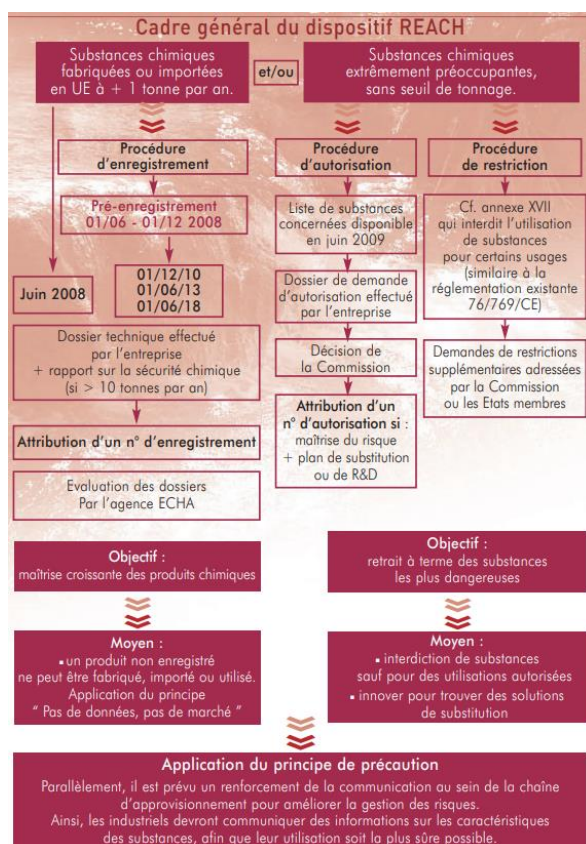 Cadre général du dispositif REACH
Substances chimiques
fabriquées ou importées
en UE à + 1 tonne par an.
et/ou
Substances chimiques
extrêmement préoccupantes,
sans seuil de tonnage.
Procédure
d'enregistrement
Pré-enregistrement
01/06 - 01/12 2008
Juin 2008
01/12/10
01/06/13
01/06/18
Dossier technique effectué
par l'entreprise
+ rapport sur la sécurité chimique
(si > 10 tonnes par an)
Attribution d'un n° d'enregistrement
Evaluation des dossiers
Par l'agence ECHA
Procédure
d'autorisation
Liste de substances
concernées disponible
en juin 2009
Dossier de demande
d'autorisation effectué
par l'entreprise
Décision de
la Commission
Attribution d'un
n° d'autorisation si :
maîtrise du risque
+ plan de substitution
ou de R&D
Procédure
de restriction
Cf. annexe XVII
qui interdit l'utilisation
de substances
pour certains usages
(similaire à la
réglementation existante
76/769/CE)
Demandes de restrictions
supplémentaires adressées
par la Commission
ou les Etats membres
Objectif :
maîtrise croissante des produits chimiques
Moyen :
▪ un produit non enregistré
ne peut être fabriqué, importé ou utilisé.
Application du principe
" Pas de données, pas de marché "
Objectif :
retrait à terme des substances
les plus dangereuses
Moyen :
▪ interdiction de substances
sauf pour des utilisations autorisées
▪ innover pour trouver des solutions
de substitution
Application du principe de précaution
Parallèlement, il est prévu un renforcement de la communication au sein de la chaîne
d'approvisionnement pour améliorer la gestion des risques.
Ainsi, les industriels devront communiquer des informations sur les caractéristiques
des substances, afin que leur utilisation soit la plus sûre possible.